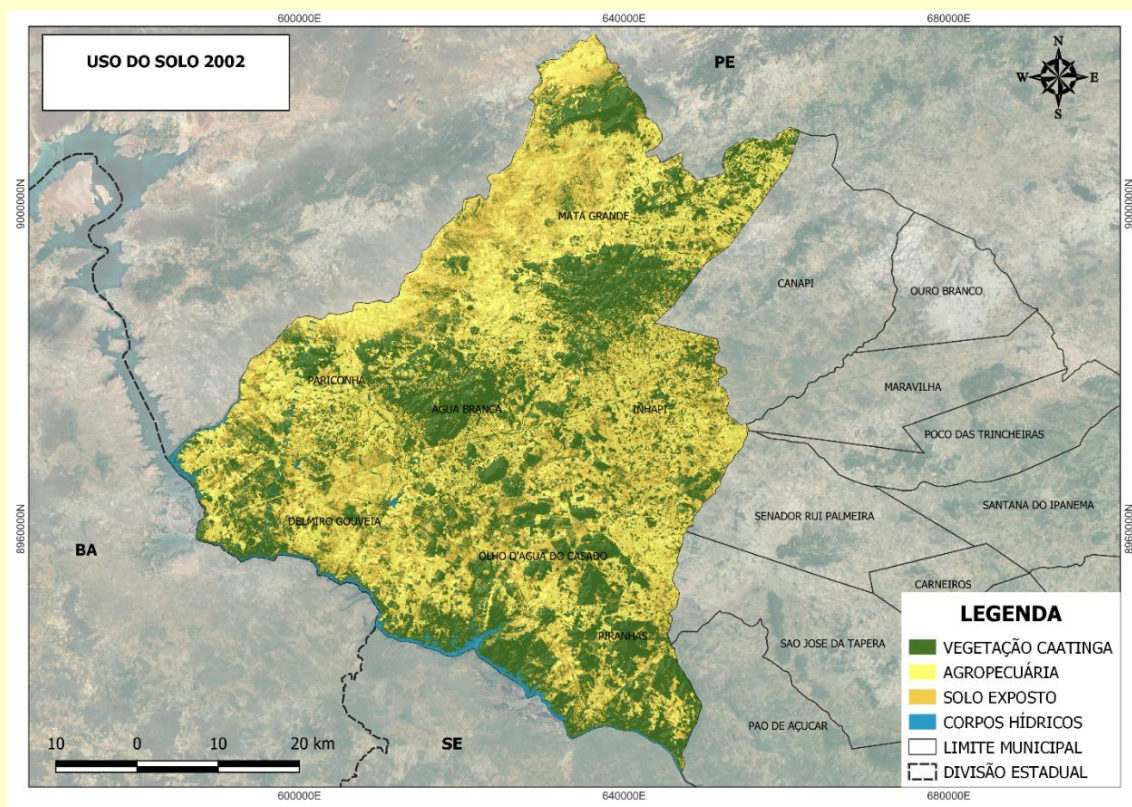 600000E
640000E
680000E
USO DO SOLO 2002
PE
N
W
E
S
9000000N
9000000N
MATA GRANDE
CANAPI
OURO BRANCO
PARICONHA
AGUA BRANCA
INHAPI
MARAVILHA
POCO DAS TRINCHEIRAS
SENADOR RUI PALMEIRA
SANTANA DO IPANEMA
DELMIRO GOUVEIA
8960000N
8960000N
BA
OLHO D'AGUA DO CASADO
CARNEIROS
PIRANHAS
SAO JOSE DA TAPERA
PAO DE AÇUCAR
SE
LEGENDA
VEGETAÇÃO CAATINGA
AGROPECUÁRIA
SOLO EXPOSTO
CORPOS HÍDRICOS
LIMITE MUNICIPAL
DIVISÃO ESTADUAL
10 0 10 20 km
600000E
640000E
680000E